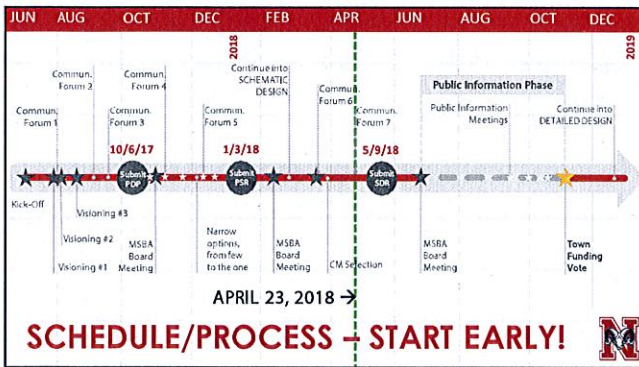 JUN AUG OCT DEC FEB APR JUN AUG OCT DEC
2018
2019
Commun.
Forum 2
Commun.
Forum 4
Continue into
SCHEMATIC
DESIGN
Commun.
Forum 6
Public Information Phase
Commun.
Forum 1
Commun.
Forum 3
Commun.
Forum 5
Commun.
Forum 7
Public Information
Meetings
Continue into
DETAILED DESIGN
10/6/17
1/3/18
5/9/18
Submit
PDP
Submit
PSR
Submit
SDR
Kick-Off
Visioning #3
Visioning #2
Visioning #1
MSBA
Board
Meeting
Narrow
options,
from few
to the one
MSBA
Board
Meeting
CM Selection
MSBA
Board
Meeting
Town
Funding
Vote
APRIL 23, 2018 →
SCHEDULE/PROCESS – START EARLY!
N